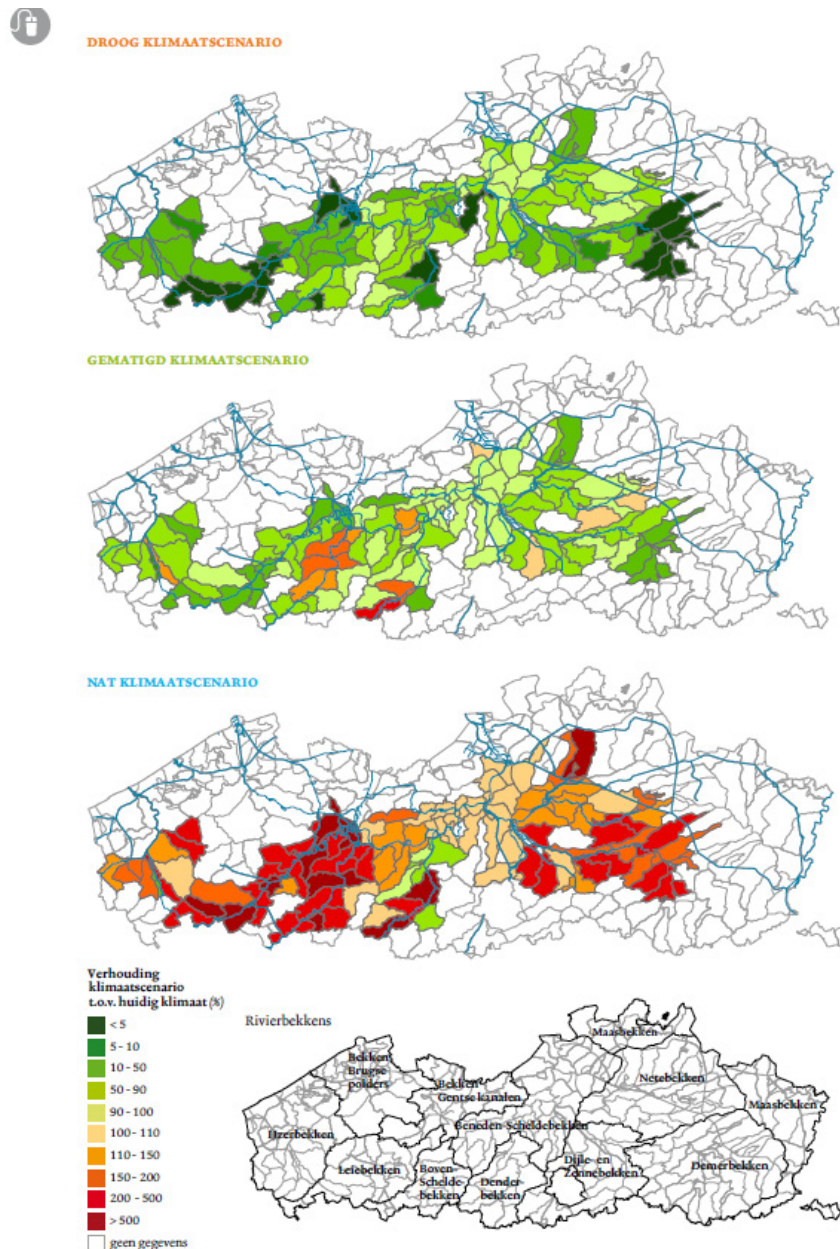 DROOG KLIMAATSCENARIO
GEMATIGD KLIMAATSCENARIO
NAT KLIMAATSCENARIO
Verhouding
klimaatscenario
t.o.v. huidig klimaat (%)
< 5
5 - 10
10 - 50
50 - 90
90 - 100
100 - 110
110 - 150
150 - 200
200 - 500
> 500
geen gegevens
Rivierbekkens
Maasbekken
Bekken
Brugse
polders
Bekken
Gentse kanalen
Netebekken
Maasbekken
IJzerbekken
Beneden-Scheldebekken
Leiebekken
Boven-
Schelde-
bekken
Dender-
bekken
Dijle- en
Zennebekken
Demerbekken